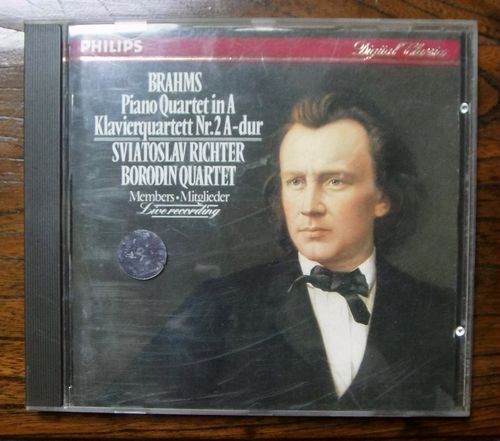 PHILIPS
Digital Classics
BRAHMS
Piano Quartet in A
Klavierquartett Nr.2 A-dur
SVIATOSLAV RICHTER
BORODIN QUARTET
Members • Mitglieder
Live recording